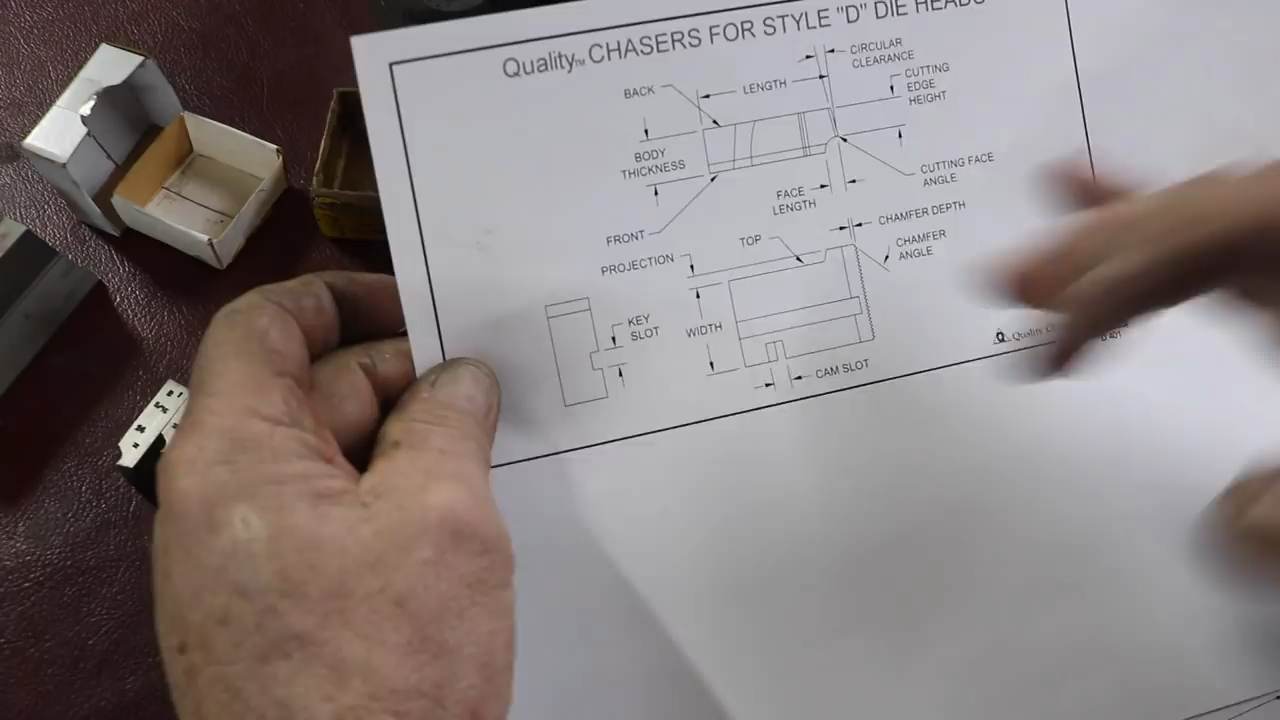 Quality™ CHASERS FOR STYLE "D" DIE HEADS
CIRCULAR
CLEARANCE
BACK
LENGTH
CUTTING
EDGE
HEIGHT
BODY
THICKNESS
CUTTING FACE
ANGLE
FACE
LENGTH
FRONT
CHAMFER DEPTH
TOP
CHAMFER
ANGLE
PROJECTION
KEY
SLOT
WIDTH
CAM SLOT
Quality